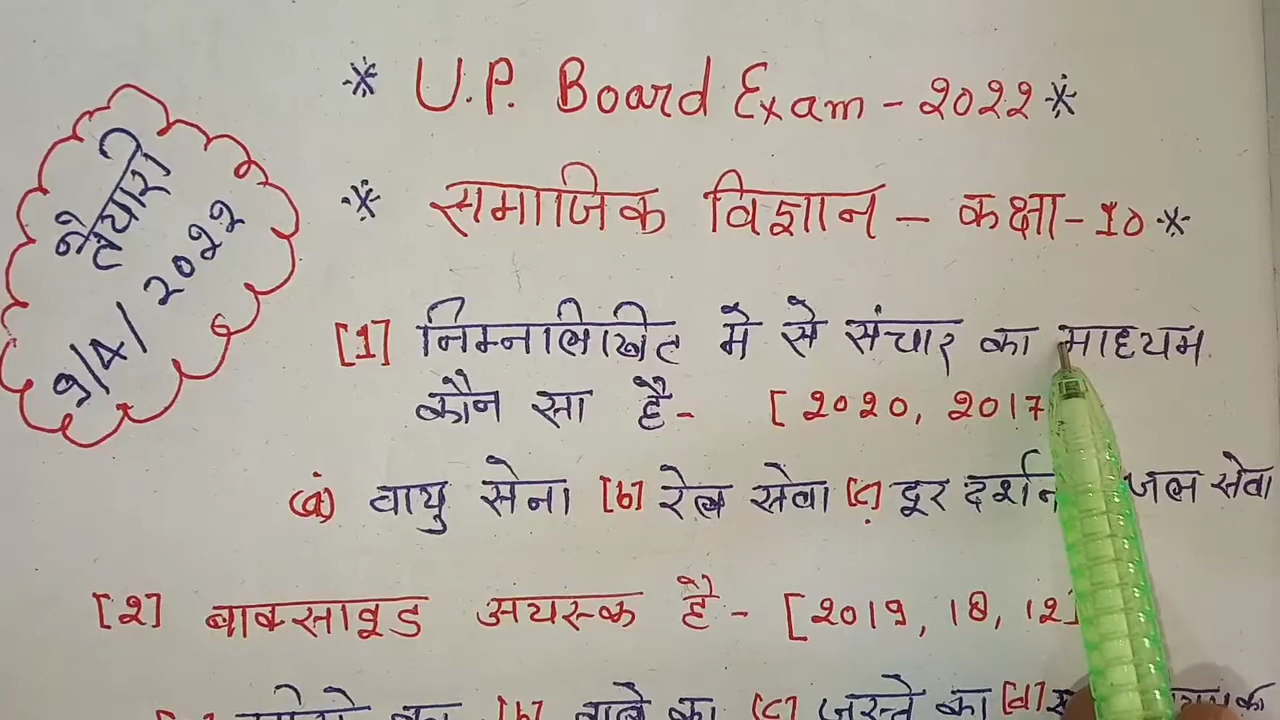 * U.P. Board Exam - २०22 *
* समाजिक विज्ञान - कक्षा - 10 *
तैयारी
9/4/2022
[1] निम्नलिखित मे से संचार का माध्यम
कौन सा है - [2020, 2017
(a) वायु सेना [b] रेल सेवा [c] दूर दर्शन जल सेवा
[2] बाक्साइड अयस्क है - [2019, 18, 12]
का [b] ताबे का [c] जस्ते का [d]